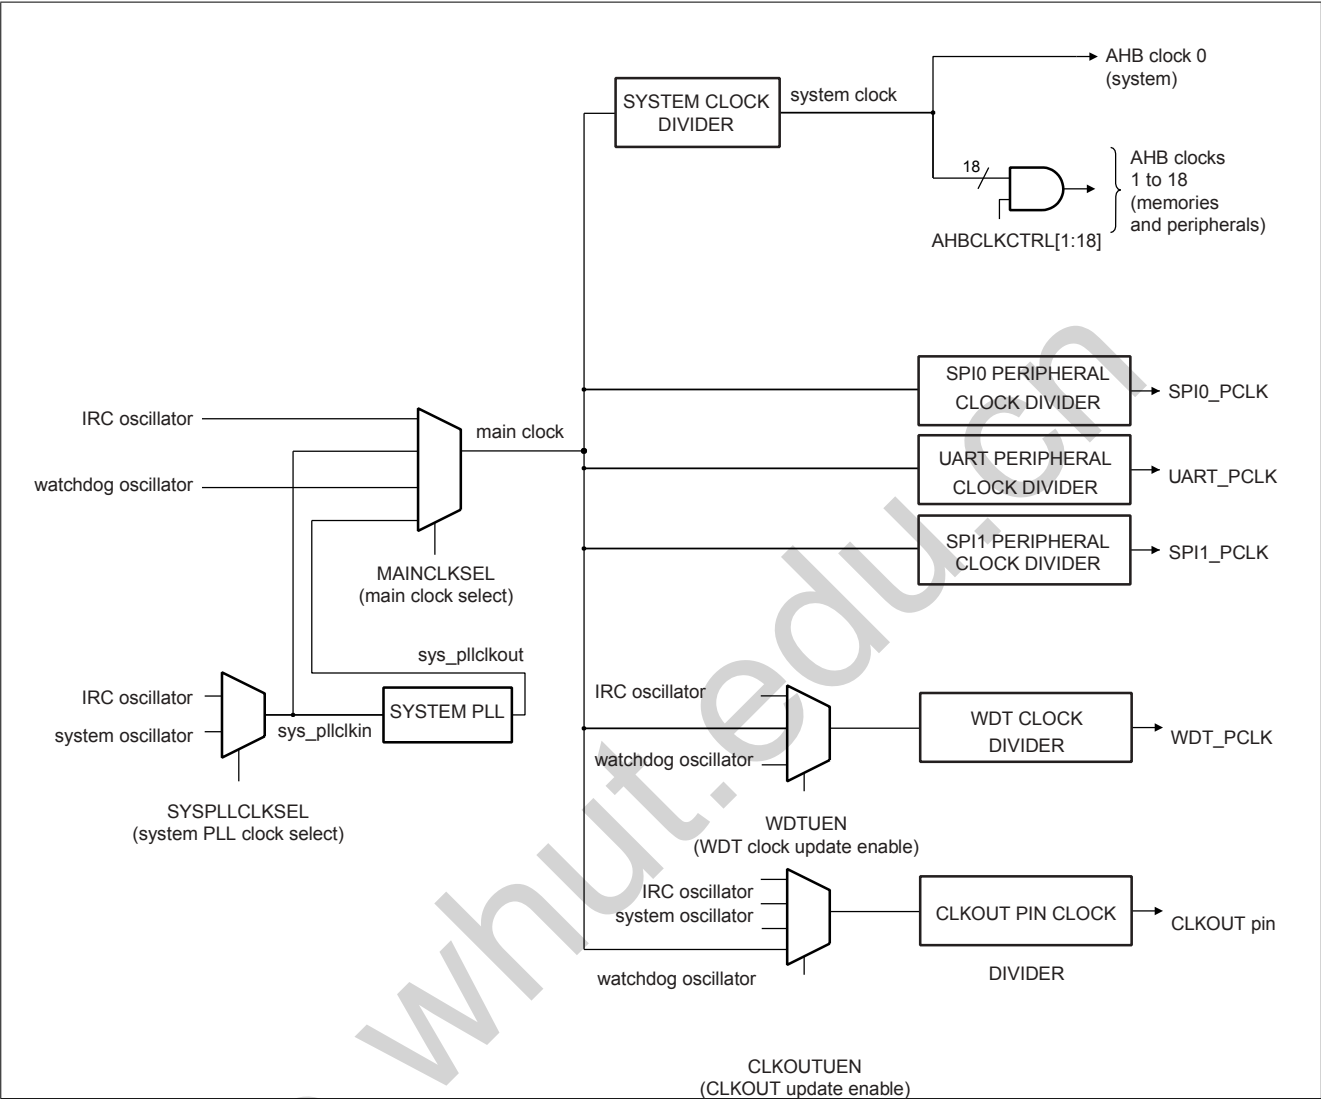 AHB clock 0
(system)
SYSTEM CLOCK
DIVIDER
system clock
18
AHB clocks
1 to 18
(memories
and peripherals)
AHBCLKCTRL[1:18]
SPI0 PERIPHERAL
CLOCK DIVIDER
SPI0_PCLK
IRC oscillator
main clock
UART PERIPHERAL
CLOCK DIVIDER
UART_PCLK
watchdog oscillator
SPI1 PERIPHERAL
CLOCK DIVIDER
SPI1_PCLK
MAINCLKSEL
(main clock select)
sys_pllclkout
IRC oscillator
system oscillator
SYSTEM PLL
sys_pllclkin
SYSPLLCLKSEL
(system PLL clock select)
IRC oscillator
watchdog oscillator
WDT CLOCK
DIVIDER
WDT_PCLK
WDTUEN
(WDT clock update enable)
IRC oscillator
system oscillator
watchdog oscillator
CLKOUT PIN CLOCK
DIVIDER
CLKOUT pin
CLKOUTUEN
(CLKOUT update enable)
whut.edu.cn